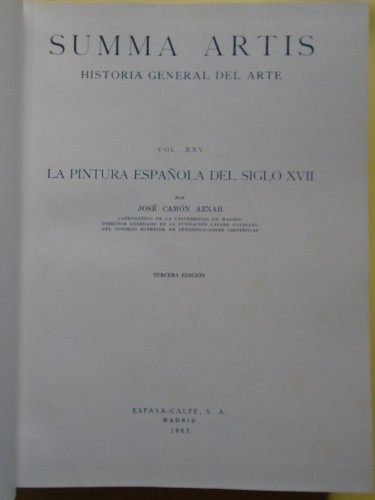 SUMMA ARTIS
HISTORIA GENERAL DEL ARTE
VOL. XXV
LA PINTURA ESPAÑOLA DEL SIGLO XVII
POR
JOSÉ CAMÓN AZNAR
CATEDRÁTICO DE LA UNIVERSIDAD DE MADRID
DIRECTOR DELEGADO DE LA FUNDACIÓN LÁZARO GALDIANO
DEL CONSEJO SUPERIOR DE INVESTIGACIONES CIENTÍFICAS
TERCERA EDICIÓN
ESPASA-CALPE, S. A.
MADRID
1983